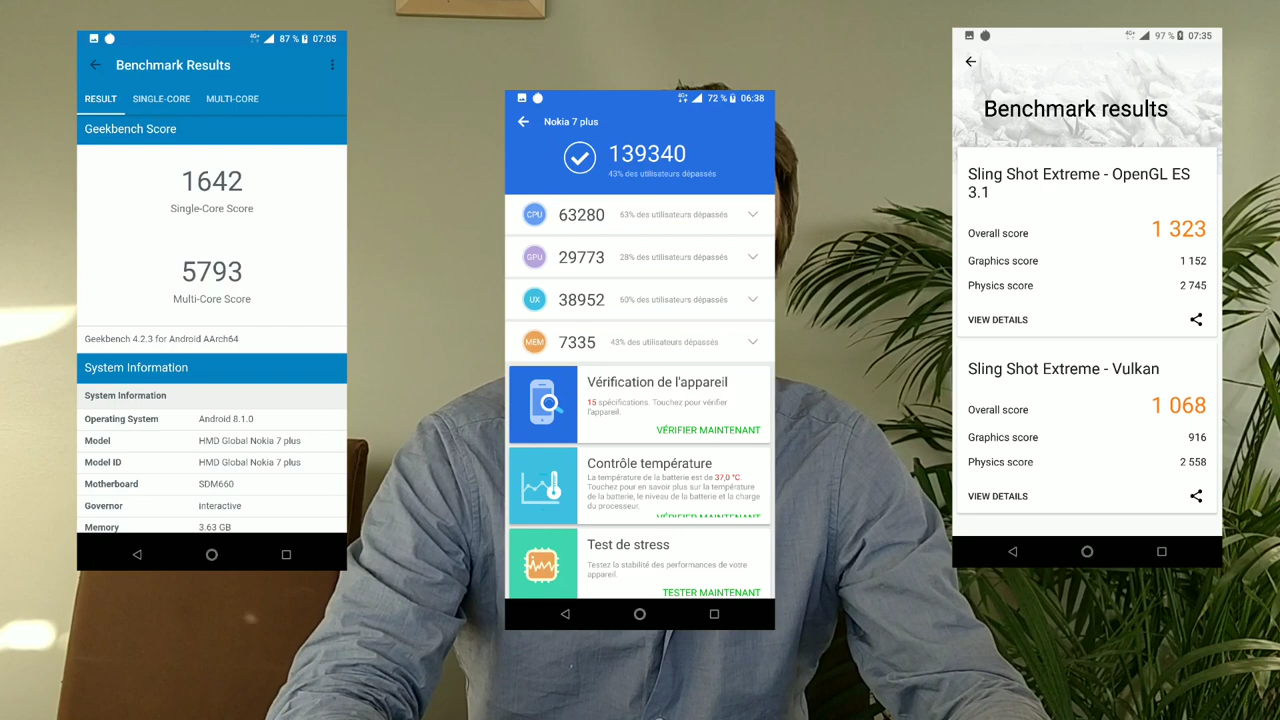 4G+ 87 % 07:05
Benchmark Results
RESULT SINGLE-CORE MULTI-CORE
Geekbench Score
1642
Single-Core Score
5793
Multi-Core Score
Geekbench 4.2.3 for Android AArch64
System Information
System Information
Operating System Android 8.1.0
Model HMD Global Nokia 7 plus
Model ID HMD Global Nokia 7 plus
Motherboard SDM660
Governor interactive
Memory 3.63 GB
4G+ 72 % 06:38
Nokia 7 plus
139340
43% des utilisateurs dépassés
CPU 63280 63% des utilisateurs dépassés
GPU 29773 28% des utilisateurs dépassés
UX 38952 60% des utilisateurs dépassés
MEM 7335 43% des utilisateurs dépassés
Vérification de l'appareil
15 spécifications. Touchez pour vérifier
l'appareil.
VÉRIFIER MAINTENANT
Contrôle température
La température de la batterie est de 37,0 °C.
Touchez pour en savoir plus sur la température
de la batterie, le niveau de la batterie et la charge
du processeur.
VÉRIFIER MAINTENANT
Test de stress
Testez la stabilité des performances de votre
appareil.
TESTER MAINTENANT
4G+ 97 % 07:35
Benchmark results
Sling Shot Extreme - OpenGL ES
3.1
Overall score 1 323
Graphics score 1 152
Physics score 2 745
VIEW DETAILS
Sling Shot Extreme - Vulkan
Overall score 1 068
Graphics score 916
Physics score 2 558
VIEW DETAILS